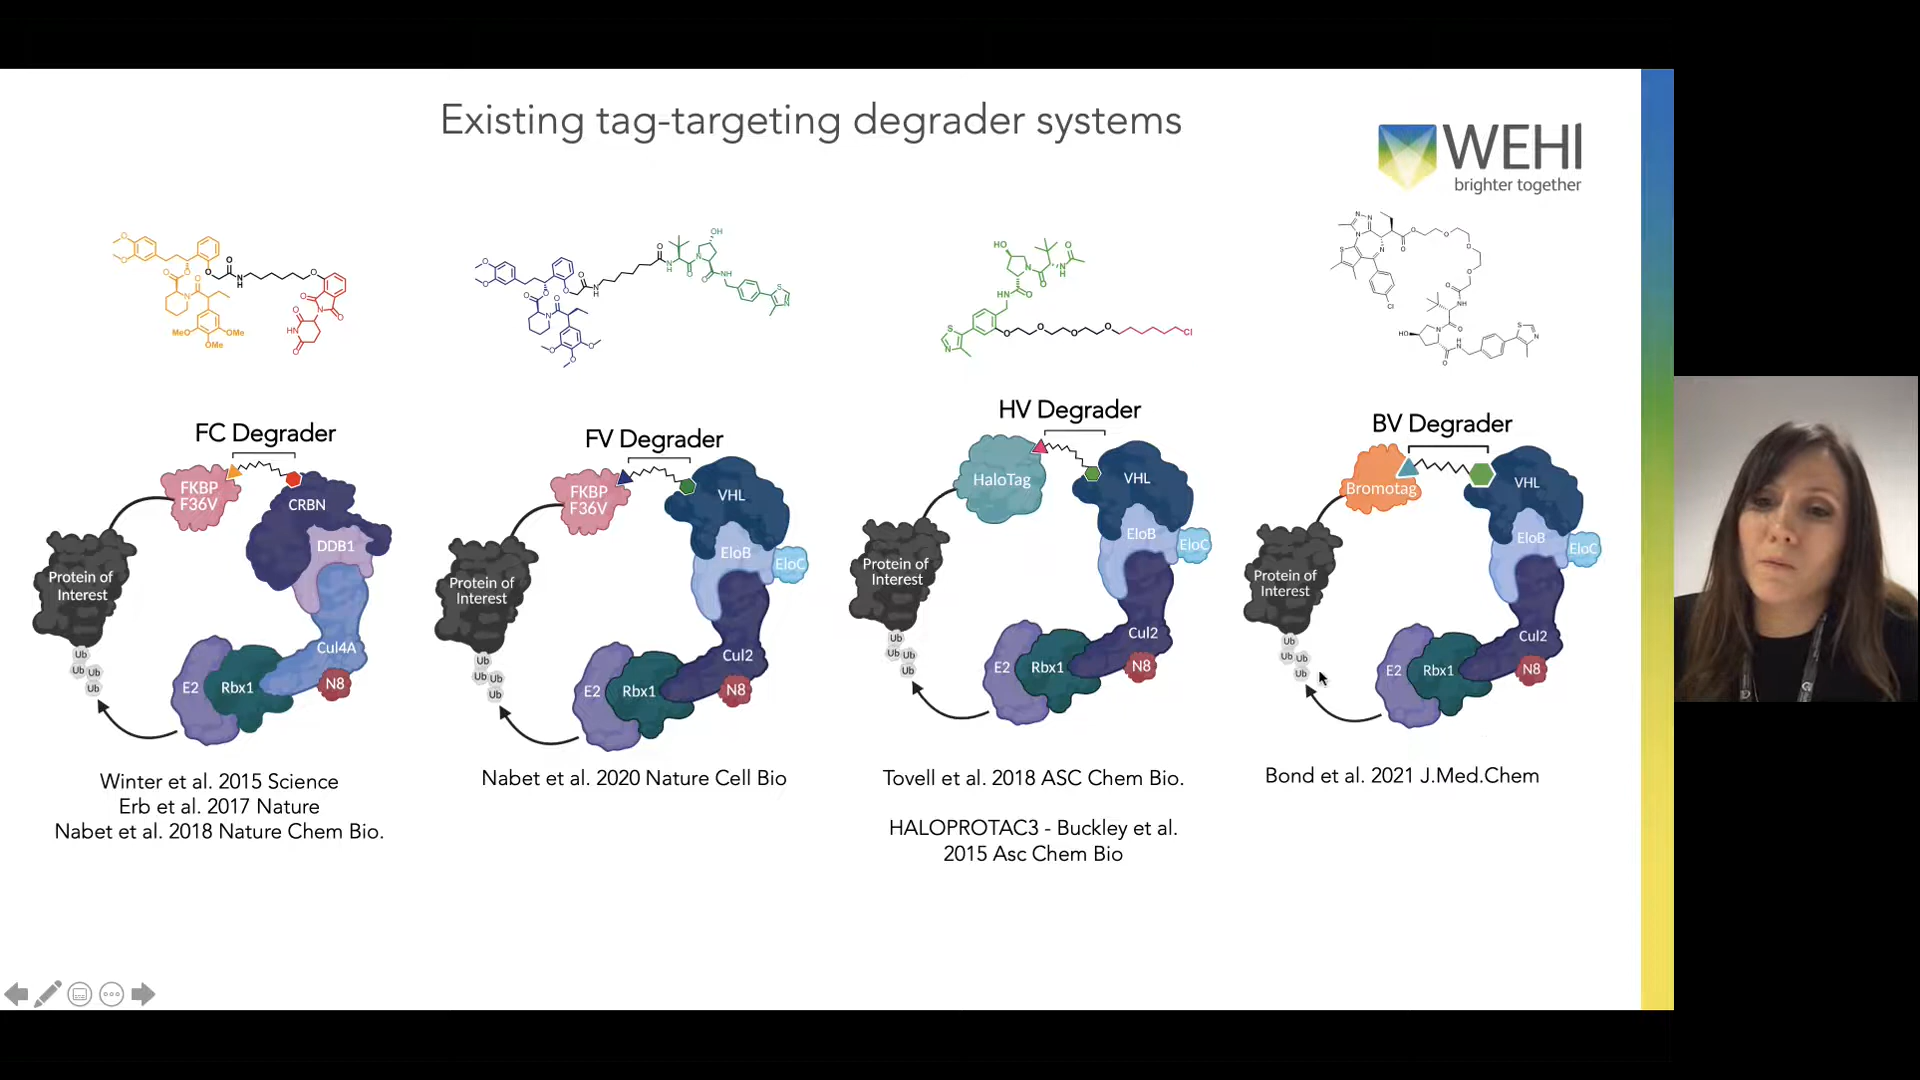 Existing tag-targeting degrader systems
WEHI
brighter together
FC Degrader
FKBP
F36V
CRBN
DDB1
Protein of
Interest
Cul4A
Ub
Ub Ub
Ub
E2
Rbx1
N8
Winter et al. 2015 Science
Erb et al. 2017 Nature
Nabet et al. 2018 Nature Chem Bio.
FV Degrader
FKBP
F36V
VHL
EloB
EloC
Protein of
Interest
Cul2
Ub
Ub Ub
Ub
E2
Rbx1
N8
Nabet et al. 2020 Nature Cell Bio
HV Degrader
HaloTag
VHL
EloB
EloC
Protein of
Interest
Cul2
Ub
Ub Ub
Ub
E2
Rbx1
N8
Tovell et al. 2018 ASC Chem Bio.
HALOPROTAC3 - Buckley et al.
2015 Asc Chem Bio
BV Degrader
Bromotag
VHL
EloB
EloC
Protein of
Interest
Cul2
Ub
Ub Ub
Ub
E2
Rbx1
N8
Bond et al. 2021 J.Med.Chem